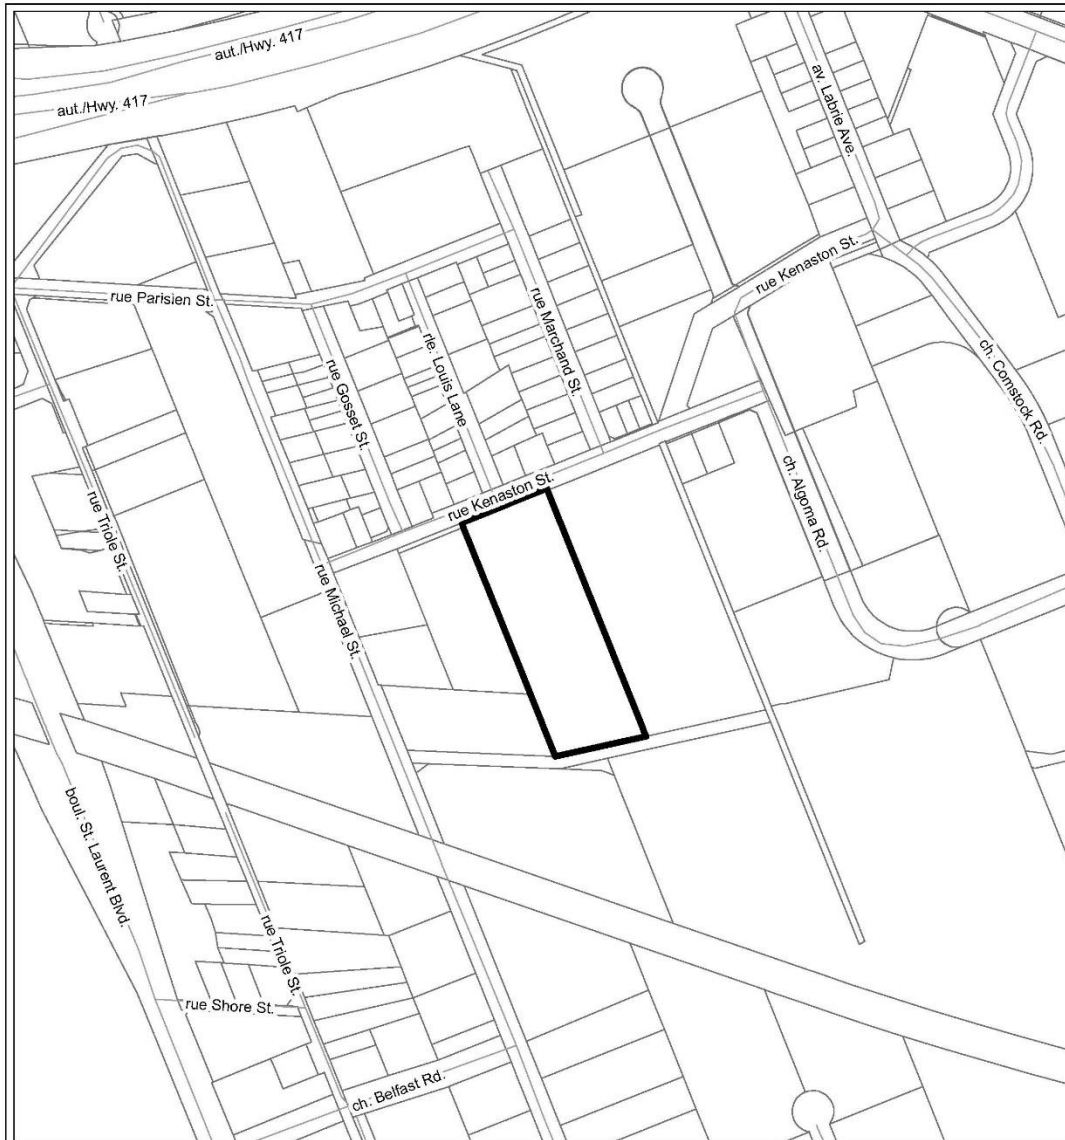 aut./Hwy. 417
aut./Hwy. 417
av. Labrie Ave.
rue Kenaston St.
rue Parisien St.
rue Marchand St.
rle. Louis Lane
rue Gosset St.
ch. Comstock Rd.
rue Kenaston St.
ch. Algoma Rd.
rue Triole St.
rue Michael St.
boul. St. Laurent Blvd.
rue Triole St.
rue Shore St.
ch. Belfast Rd.